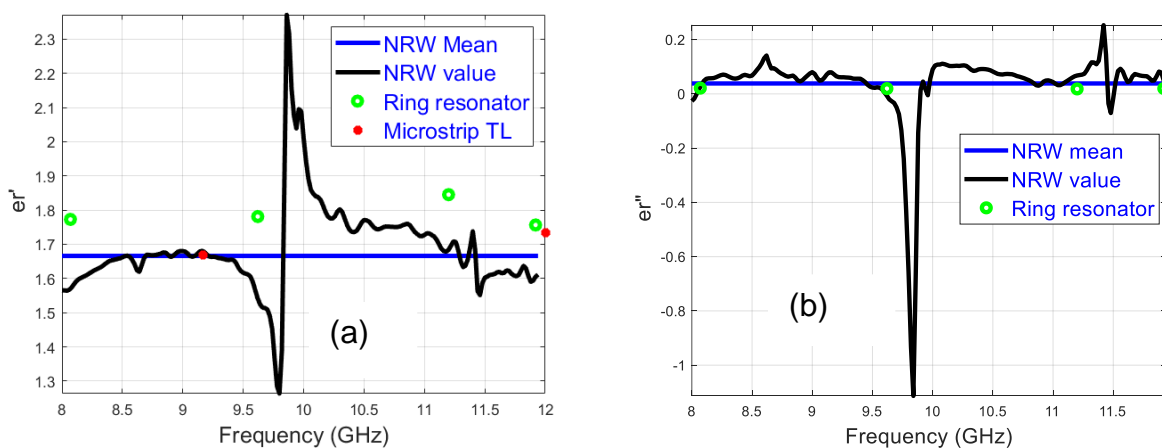 2.3
2.2
2.1
2
1.9
1.8
1.7
1.6
1.5
1.4
1.3
er'
NRW Mean
NRW value
Ring resonator
Microstrip TL
(a)
8 8.5 9 9.5 10 10.5 11 11.5 12
Frequency (GHz)
0.2
0
-0.2
-0.4
-0.6
-0.8
-1
er"
NRW mean
NRW value
Ring resonator
(b)
8 8.5 9 9.5 10 10.5 11 11.5
Frequency (GHz)